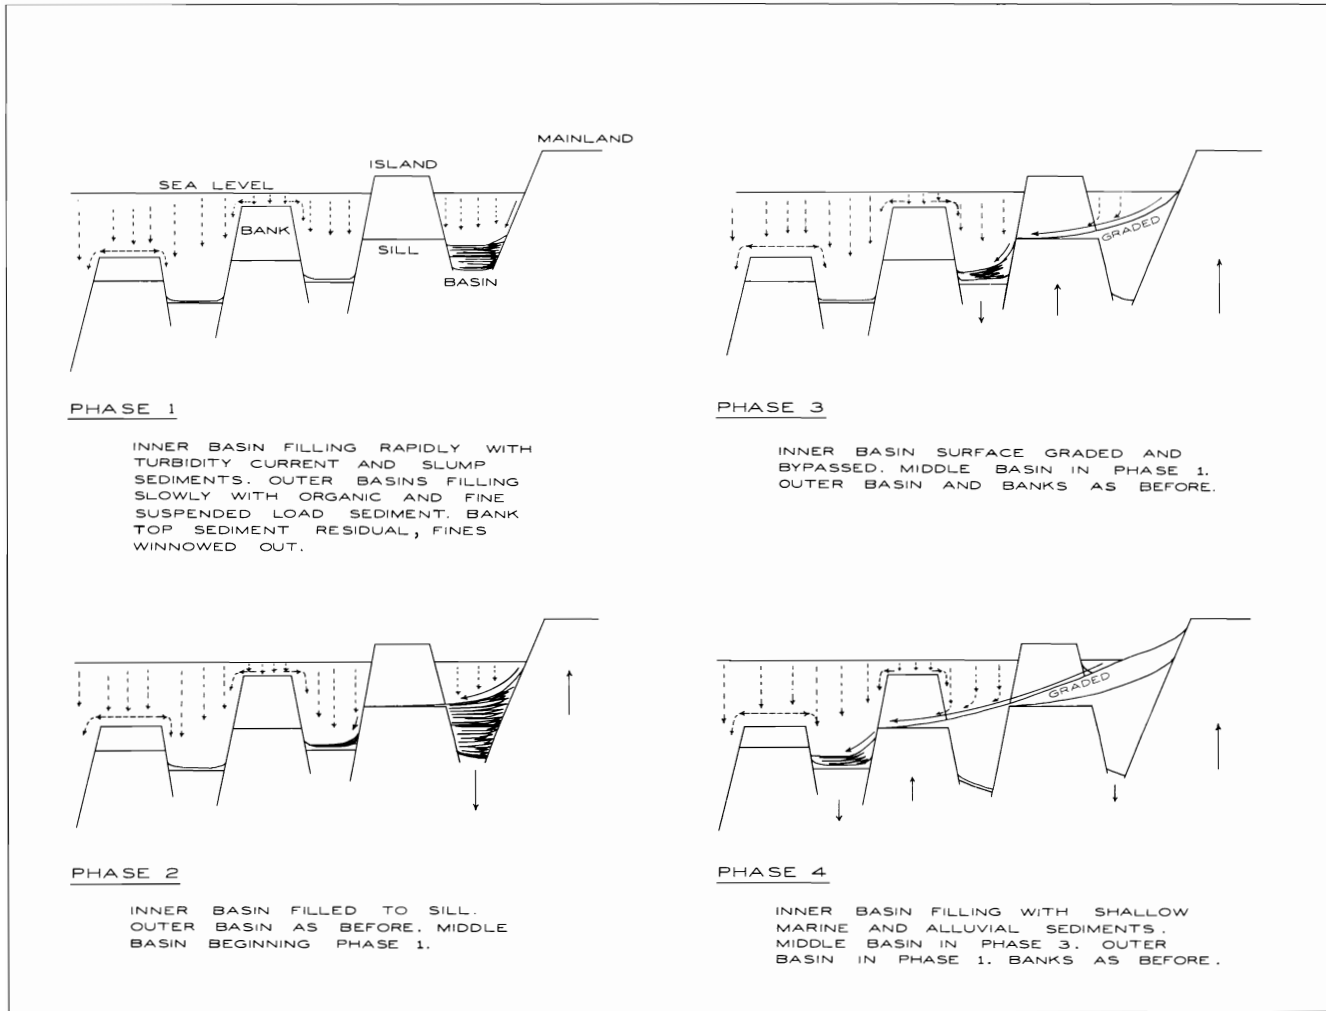 MAINLAND
ISLAND
SEA LEVEL
BANK
SILL
BASIN
PHASE 1
INNER BASIN FILLING RAPIDLY WITH
TURBIDITY CURRENT AND SLUMP
SEDIMENTS. OUTER BASINS FILLING
SLOWLY WITH ORGANIC AND FINE
SUSPENDED LOAD SEDIMENT. BANK
TOP SEDIMENT RESIDUAL, FINES
WINNOWED OUT.
GRADED
PHASE 3
INNER BASIN SURFACE GRADED AND
BYPASSED. MIDDLE BASIN IN PHASE 1.
OUTER BASIN AND BANKS AS BEFORE.
PHASE 2
INNER BASIN FILLED TO SILL.
OUTER BASIN AS BEFORE. MIDDLE
BASIN BEGINNING PHASE 1.
GRADED
PHASE 4
INNER BASIN FILLING WITH SHALLOW
MARINE AND ALLUVIAL SEDIMENTS.
MIDDLE BASIN IN PHASE 3. OUTER
BASIN IN PHASE 1. BANKS AS BEFORE.